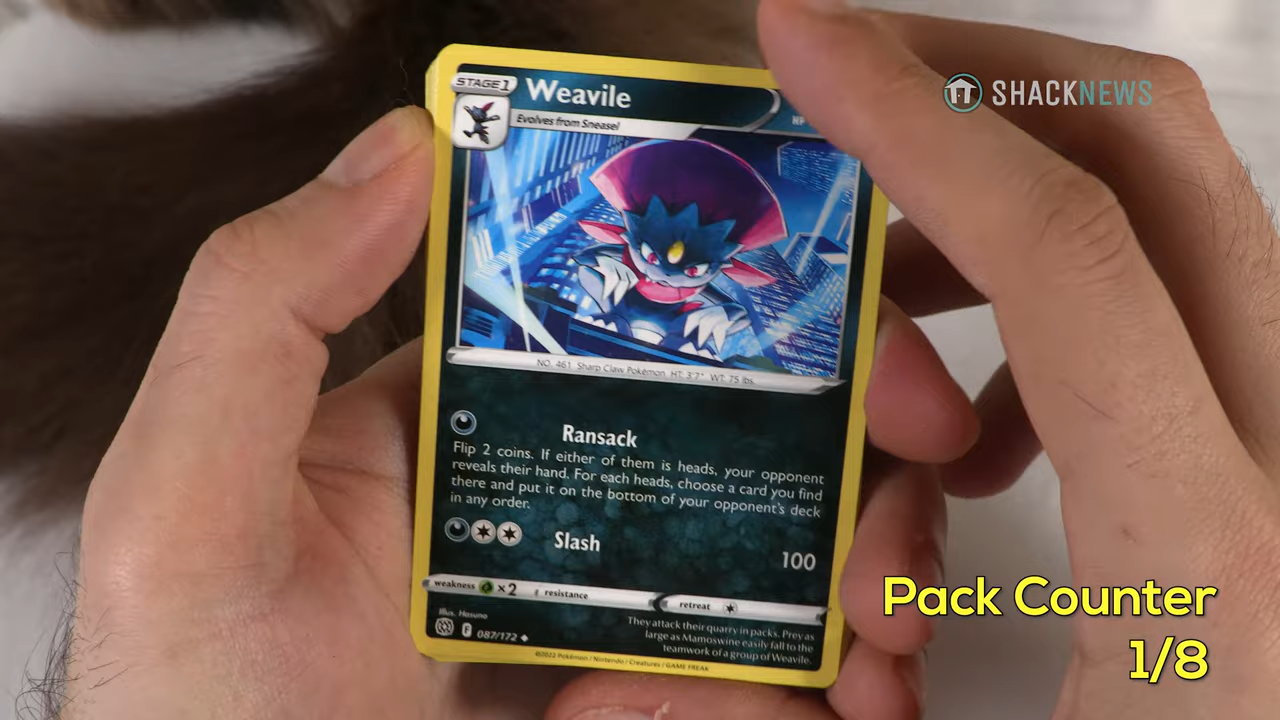 SHACKNEWS
STAGE 1
Weavile
HP
Evolves from Sneasel
NO. 461 Sharp Claw Pokémon HT: 3'7" WT: 75 lbs.
Ransack
Flip 2 coins. If either of them is heads, your opponent
reveals their hand. For each heads, choose a card you find
there and put it on the bottom of your opponent's deck
in any order.
Slash
100
weakness ×2 resistance retreat
Illus. Hasuno
F 087/172
They attack their quarry in packs. Prey as
large as Mamoswine easily fall to the
teamwork of a group of Weavile.
©2022 Pokémon / Nintendo / Creatures / GAME FREAK
Pack Counter
1/8